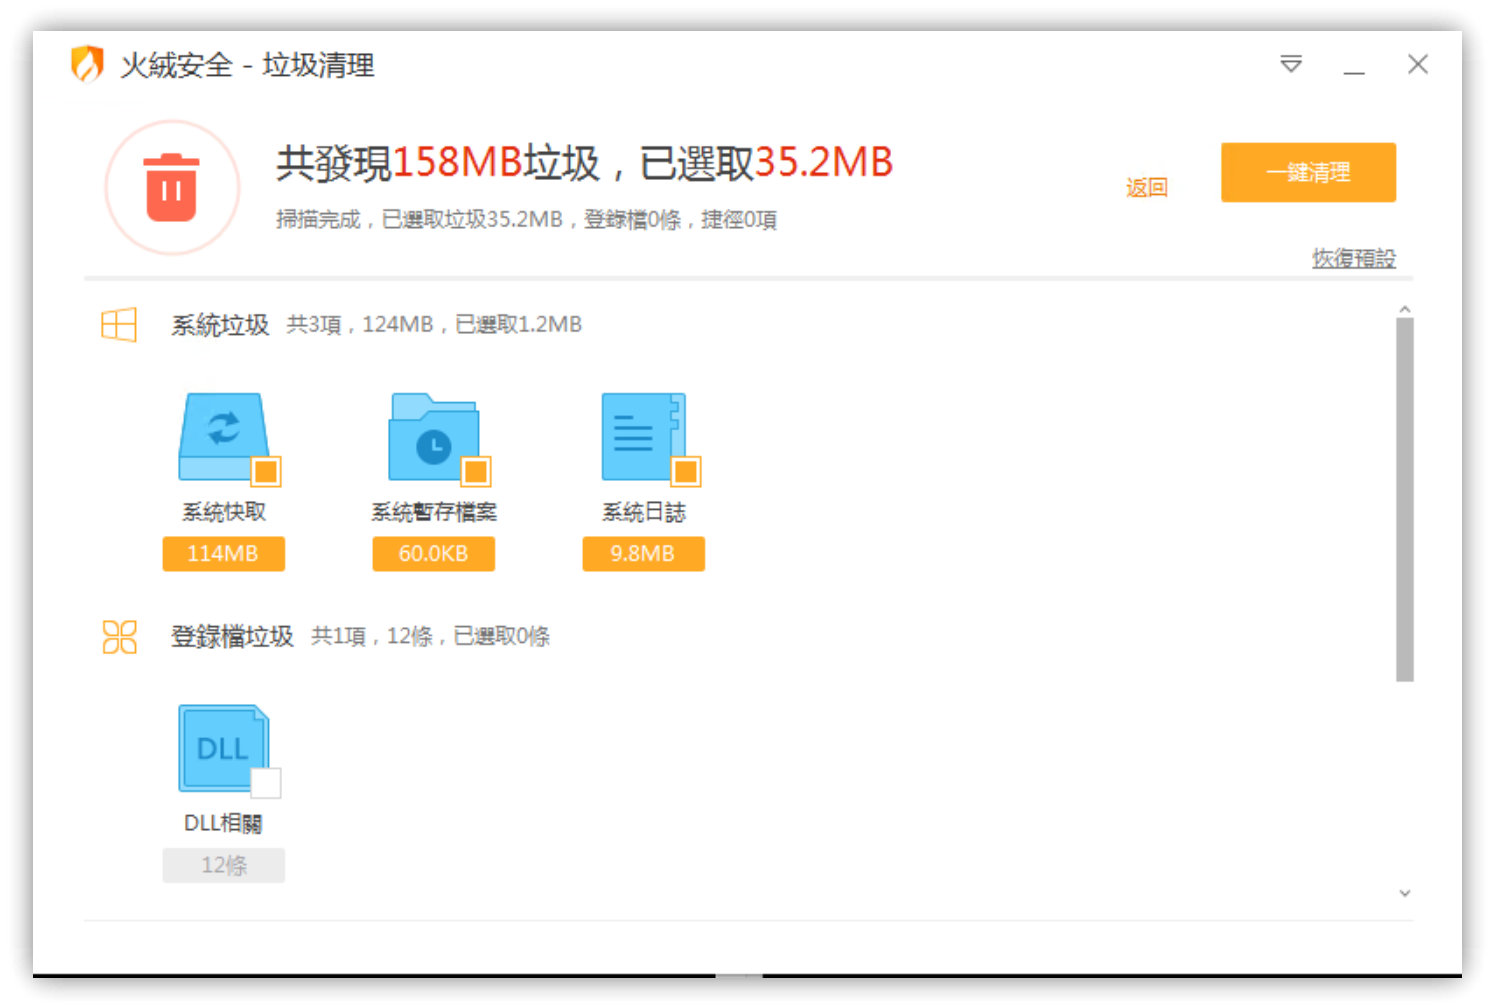 火絨安全 - 垃圾清理
共發現158MB垃圾，已選取35.2MB
掃描完成，已選取垃圾35.2MB，登錄檔0條，捷徑0項
返回
一鍵清理
恢復預設
系統垃圾 共3項，124MB，已選取1.2MB
系統快取 系統暫存檔案 系統日誌
114MB 60.0KB 9.8MB
登錄檔垃圾 共1項，12條，已選取0條
DLL
DLL相關
12條